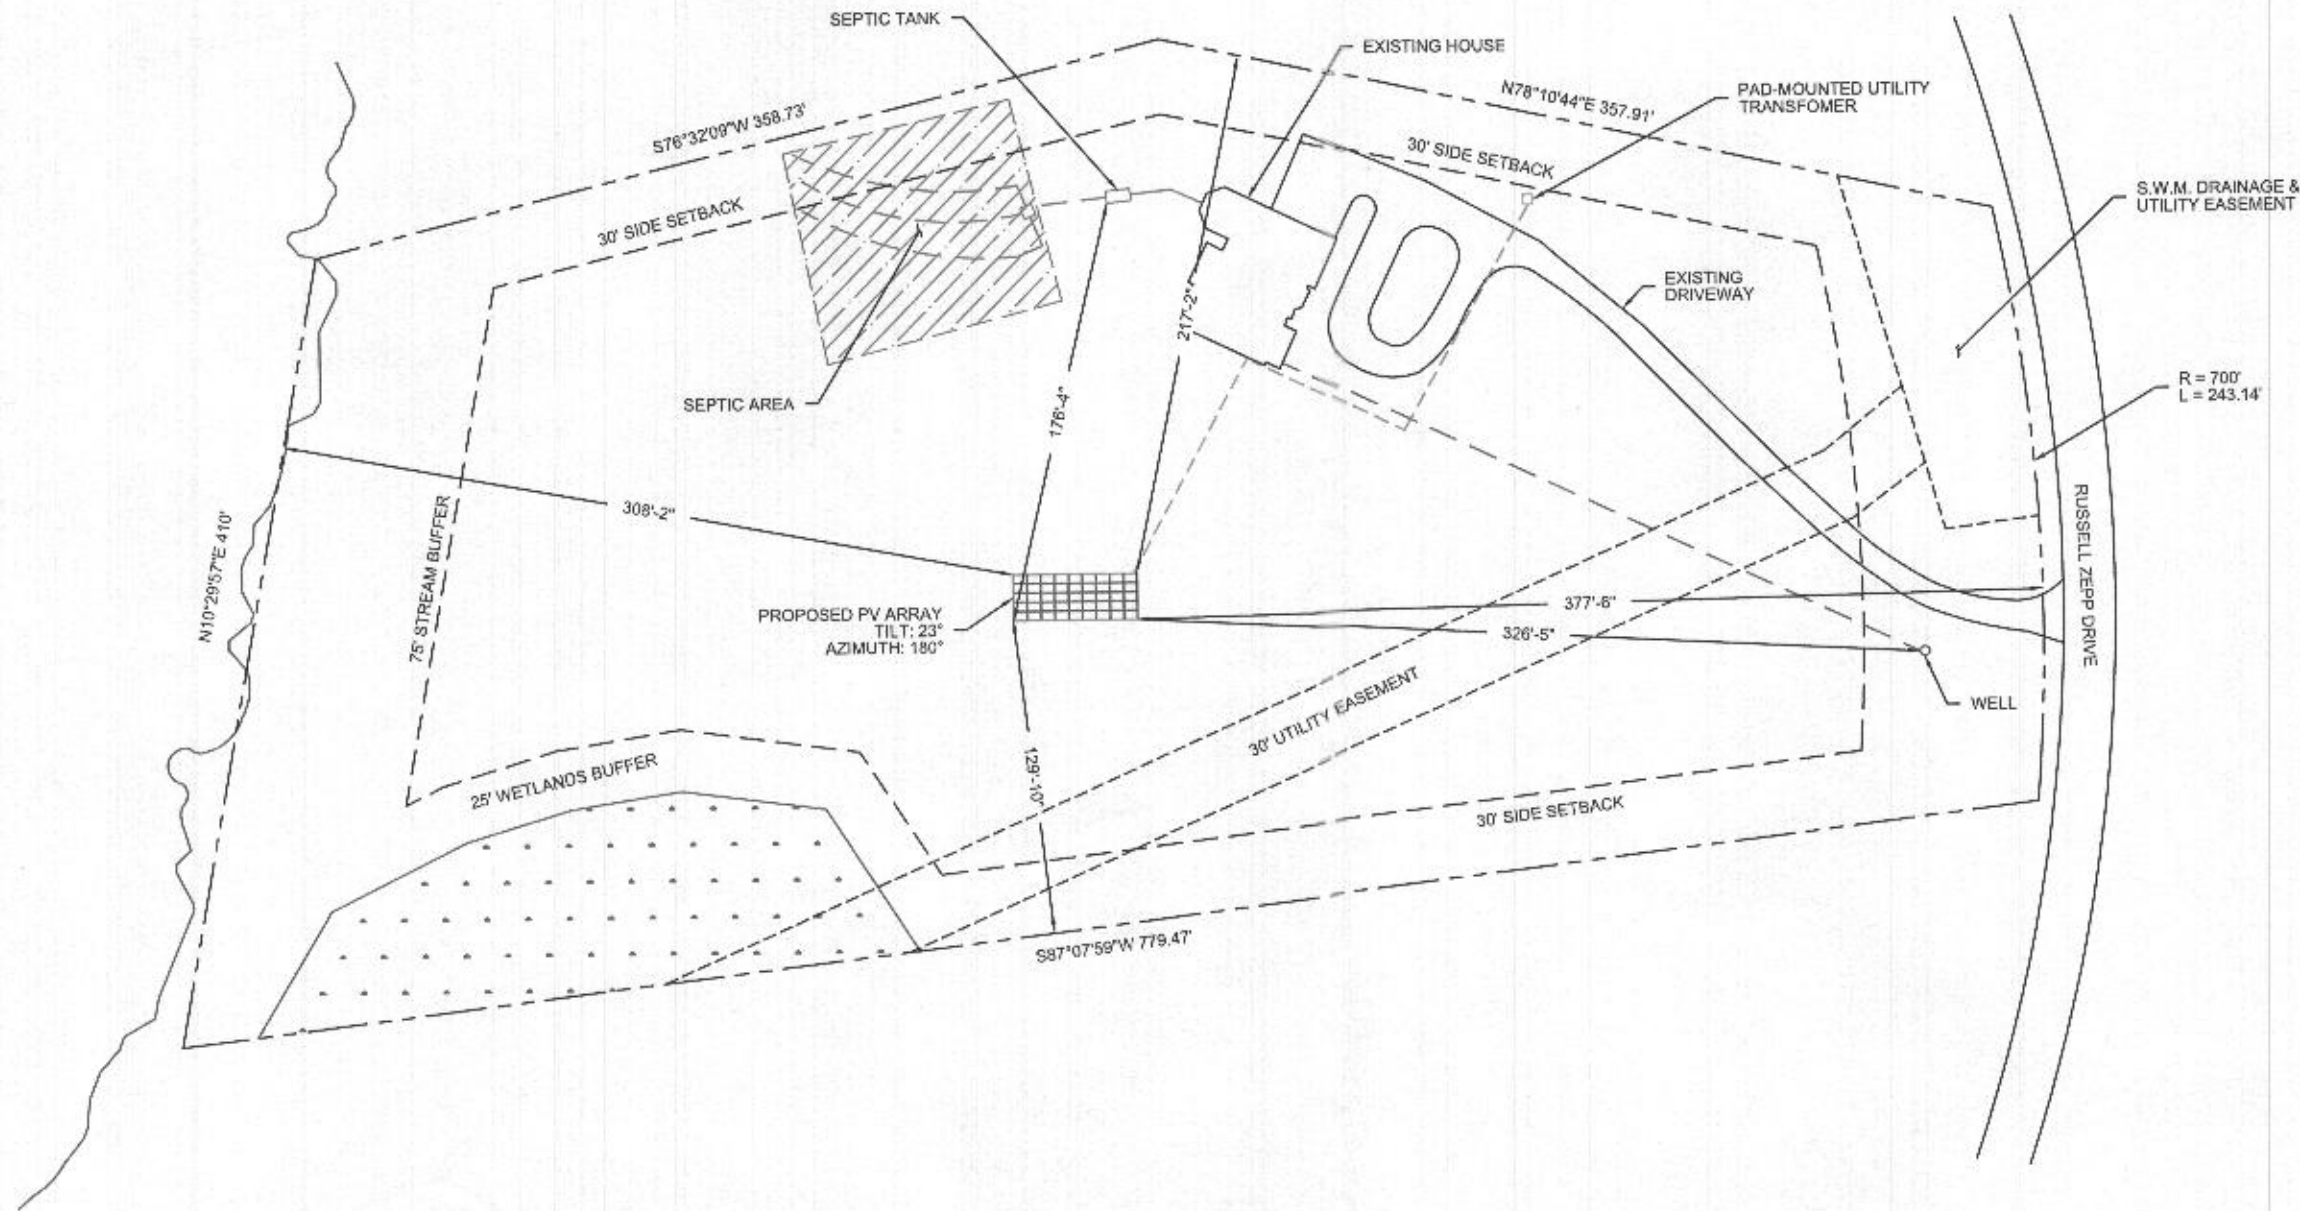 SEPTIC TANK
EXISTING HOUSE
N78°10'44"E 357.91'
PAD-MOUNTED UTILITY
TRANSFOMER
S76°32'09"W 358.73'
30' SIDE SETBACK
S.W.M. DRAINAGE &
UTILITY EASEMENT
30' SIDE SETBACK
EXISTING
DRIVEWAY
217'-2"
R = 700'
L = 243.14'
SEPTIC AREA
176'-4"
308'-2"
N10°29'57"E 410'
75' STREAM BUFFER
RUSSELL ZEPP DRIVE
PROPOSED PV ARRAY
TILT: 23°
AZIMUTH: 180°
377'-6"
326'-5"
WELL
30' UTILITY EASEMENT
129'-10"
25' WETLANDS BUFFER
30' SIDE SETBACK
S87°07'59"W 779.47'